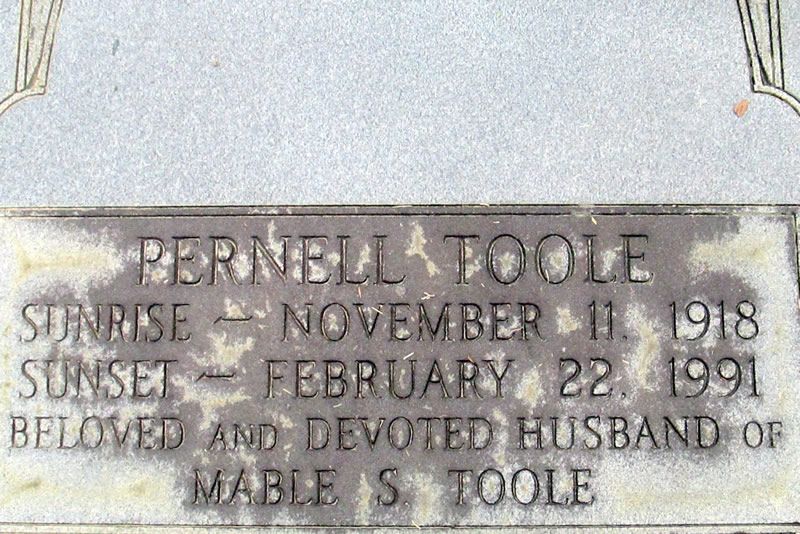 PERNELL TOOLE
SUNRISE – NOVEMBER 11, 1918
SUNSET – FEBRUARY 22, 1991
BELOVED AND DEVOTED HUSBAND OF
MABLE S. TOOLE